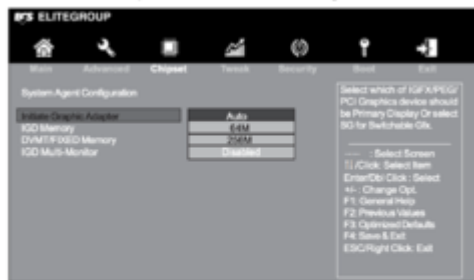 ECS ELITEGROUP
Main Advanced Chipset Tweak Security Boot Exit
System Agent Configuration
Initiate Graphic Adapter Auto
IGD Memory 64M
DVMT/FIXED Memory 256M
IGD Multi-Monitor Disabled
Select which of IGFX/PEG/
PCI Graphics device should
be Primary Display Or select
SG for Switchable Gfx.
: Select Screen
/Click: Select Item
Enter/Dbl Click : Select
+/- : Change Opt.
F1: General Help
F2: Previous Values
F3: Optimized Defaults
F4: Save & Exit
ESC/Right Click: Exit